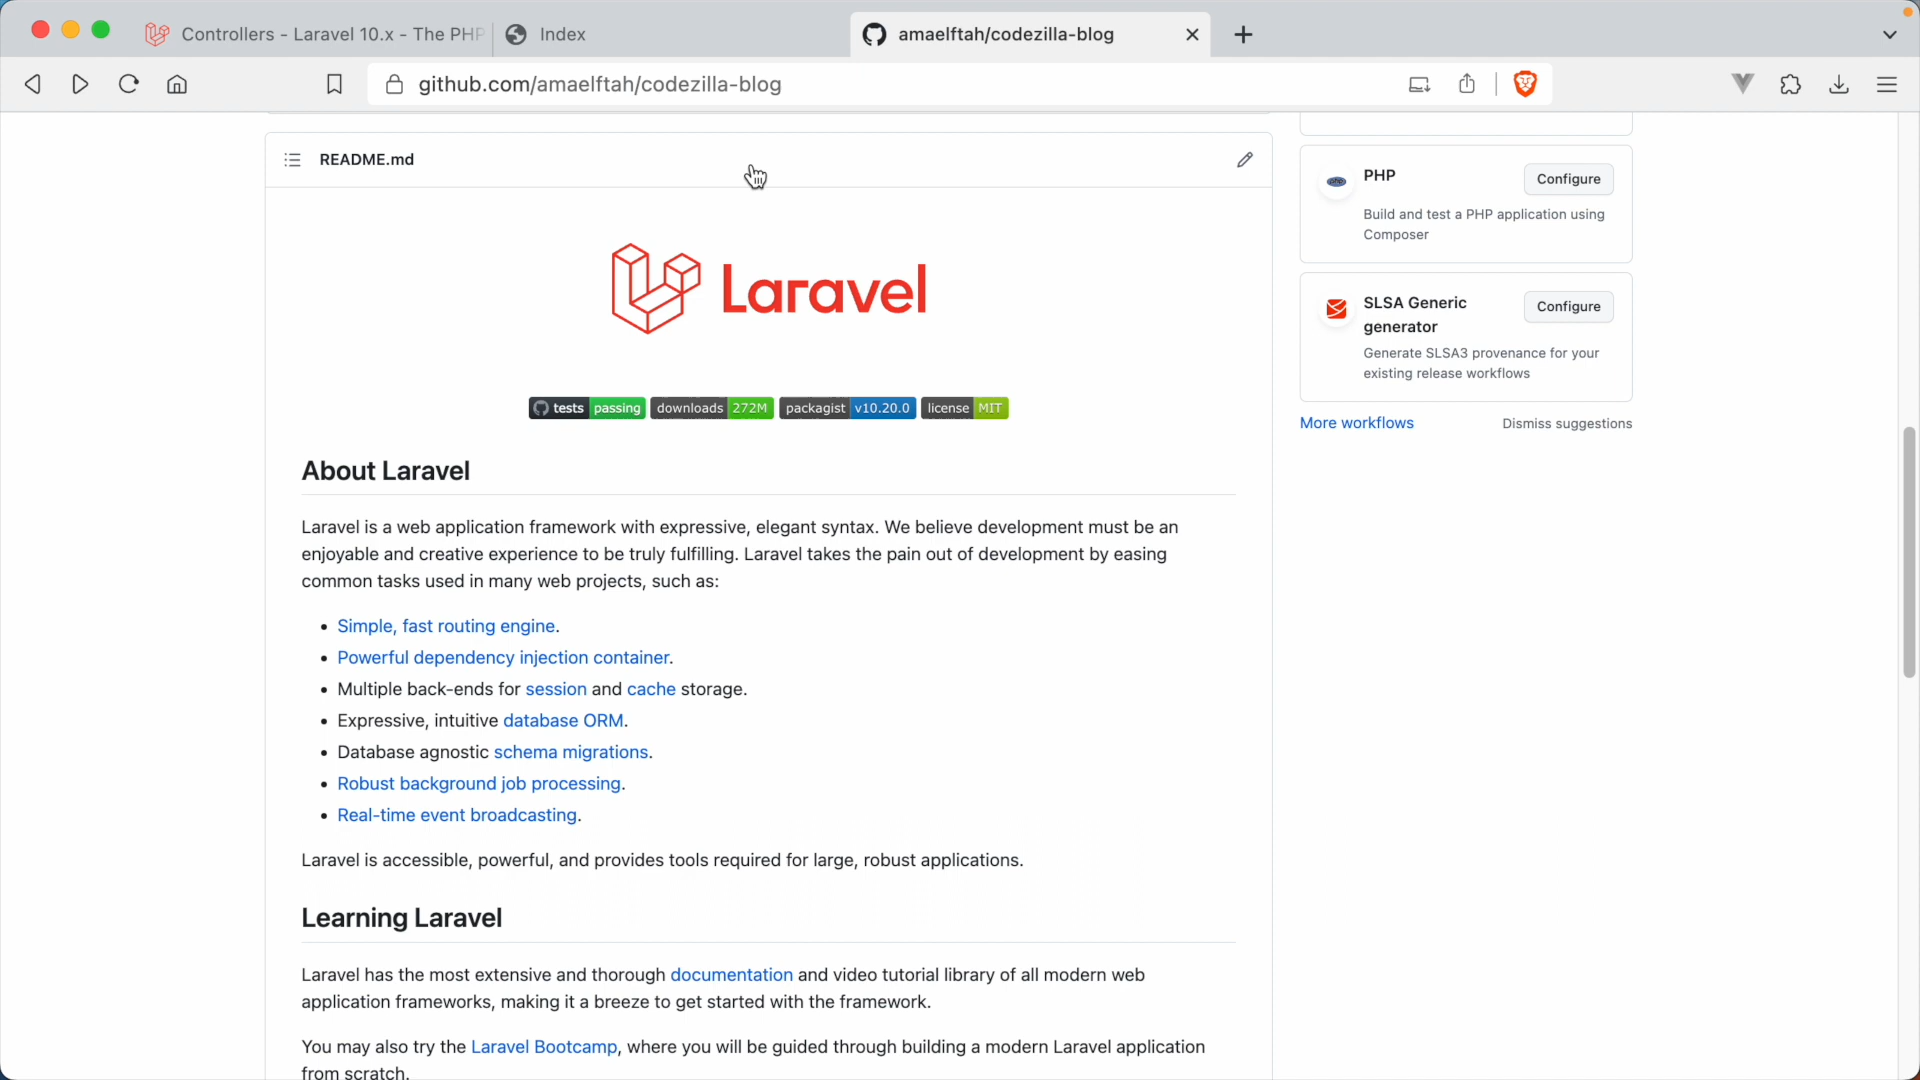 Controllers - Laravel 10.x - The PHP
Index
amaelftah/codezilla-blog
github.com/amaelftah/codezilla-blog
README.md
Laravel
tests passing downloads 272M packagist v10.20.0 license MIT
About Laravel
Laravel is a web application framework with expressive, elegant syntax. We believe development must be an
enjoyable and creative experience to be truly fulfilling. Laravel takes the pain out of development by easing
common tasks used in many web projects, such as:
• Simple, fast routing engine.
• Powerful dependency injection container.
• Multiple back-ends for session and cache storage.
• Expressive, intuitive database ORM.
• Database agnostic schema migrations.
• Robust background job processing.
• Real-time event broadcasting.
Laravel is accessible, powerful, and provides tools required for large, robust applications.
Learning Laravel
Laravel has the most extensive and thorough documentation and video tutorial library of all modern web
application frameworks, making it a breeze to get started with the framework.
You may also try the Laravel Bootcamp, where you will be guided through building a modern Laravel application
from scratch.
PHP
Configure
Build and test a PHP application using
Composer
SLSA Generic
generator
Configure
Generate SLSA3 provenance for your
existing release workflows
More workflows
Dismiss suggestions